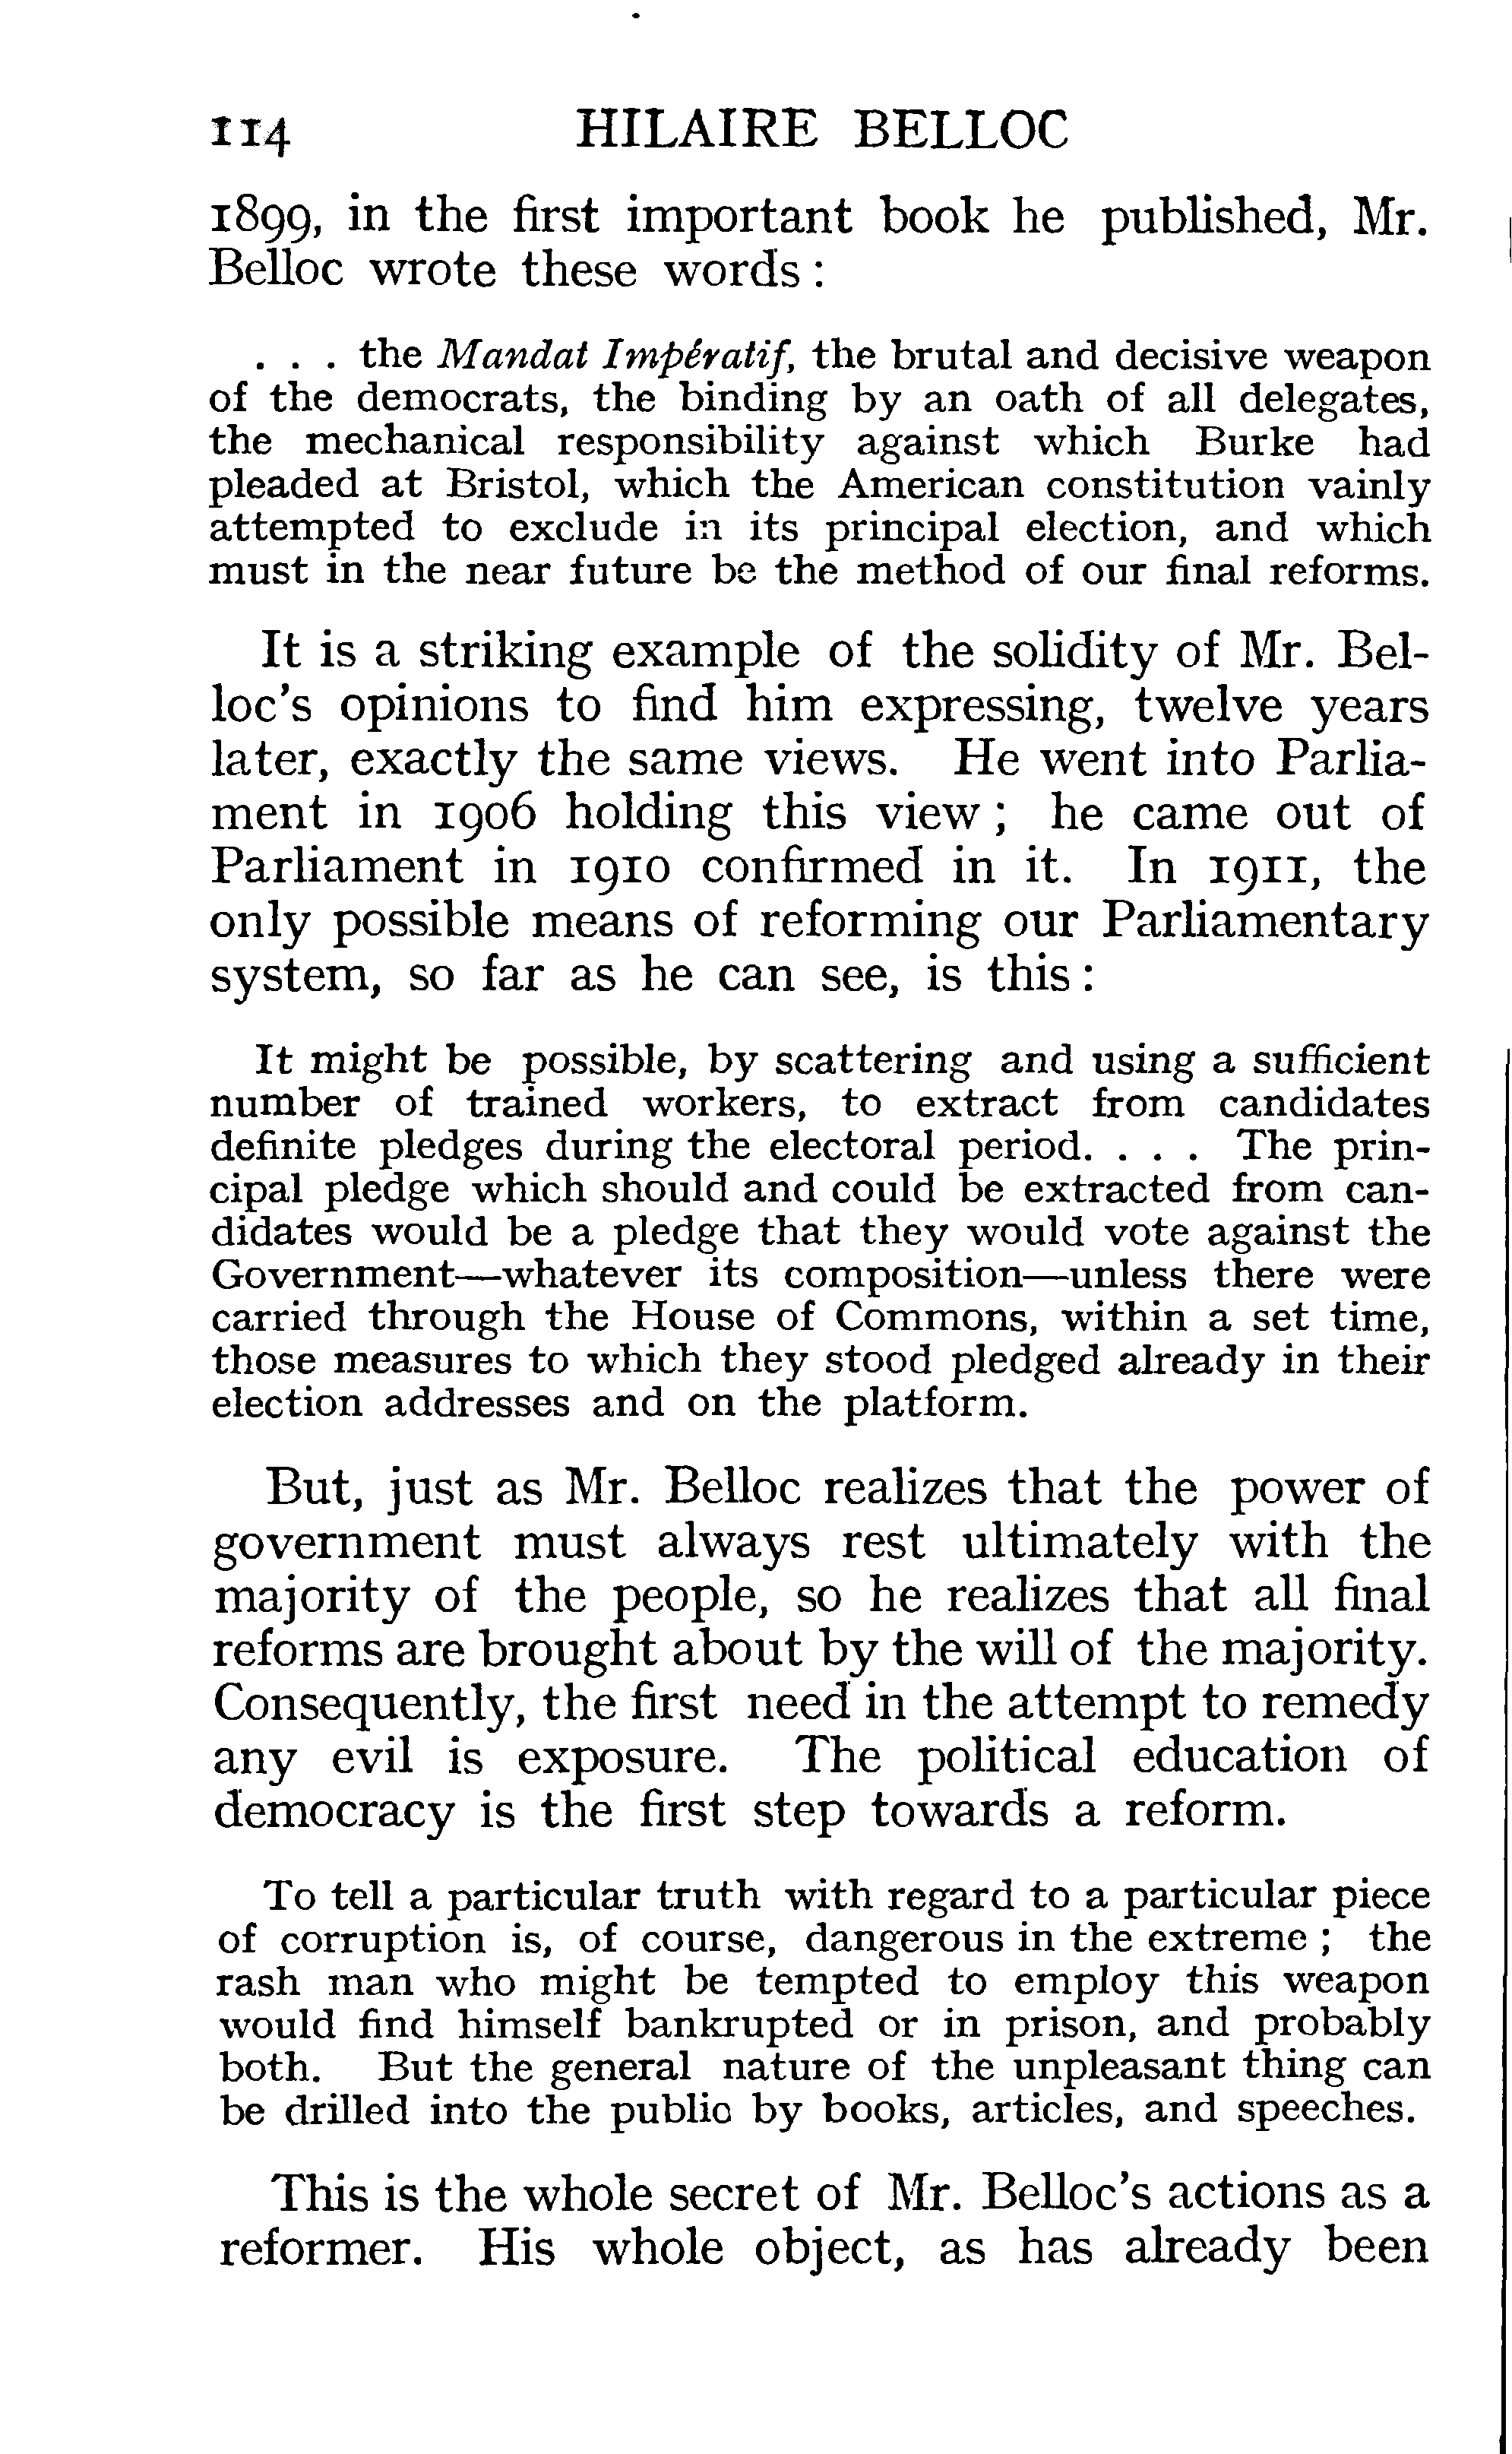 114 HILAIRE BELLOC
1899, in the first important book he published, Mr.
Belloc wrote these words :
. . . the Mandat Impératif, the brutal and decisive weapon
of the democrats, the binding by an oath of all delegates,
the mechanical responsibility against which Burke had
pleaded at Bristol, which the American constitution vainly
attempted to exclude in its principal election, and which
must in the near future be the method of our final reforms.
It is a striking example of the solidity of Mr. Bel-
loc's opinions to find him expressing, twelve years
later, exactly the same views. He went into Parlia-
ment in 1906 holding this view ; he came out of
Parliament in 1910 confirmed in it. In 1911, the
only possible means of reforming our Parliamentary
system, so far as he can see, is this :
It might be possible, by scattering and using a sufficient
number of trained workers, to extract from candidates
definite pledges during the electoral period. . . . The prin-
cipal pledge which should and could be extracted from can-
didates would be a pledge that they would vote against the
Government—whatever its composition—unless there were
carried through the House of Commons, within a set time,
those measures to which they stood pledged already in their
election addresses and on the platform.
But, just as Mr. Belloc realizes that the power of
government must always rest ultimately with the
majority of the people, so he realizes that all final
reforms are brought about by the will of the majority.
Consequently, the first need in the attempt to remedy
any evil is exposure. The political education of
democracy is the first step towards a reform.
To tell a particular truth with regard to a particular piece
of corruption is, of course, dangerous in the extreme ; the
rash man who might be tempted to employ this weapon
would find himself bankrupted or in prison, and probably
both. But the general nature of the unpleasant thing can
be drilled into the public by books, articles, and speeches.
This is the whole secret of Mr. Belloc's actions as a
reformer. His whole object, as has already been